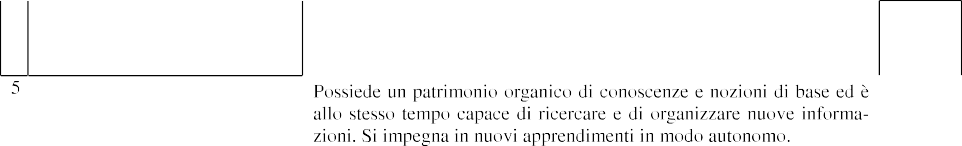 5
Possiede un patrimonio organico di conoscenze e nozioni di base ed è
allo stesso tempo capace di ricercare e di organizzare nuove informa-
zioni. Si impegna in nuovi apprendimenti in modo autonomo.